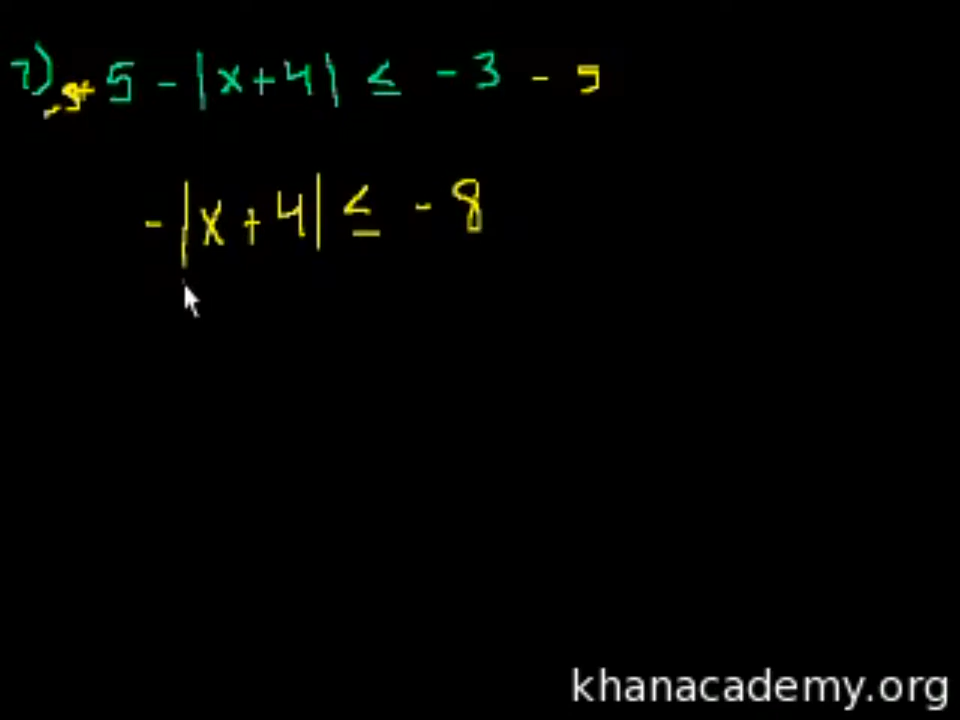 7) -5+ 5 - |x+4| ≤ -3 - 5
- |x+4| ≤ -8
khanacademy.org